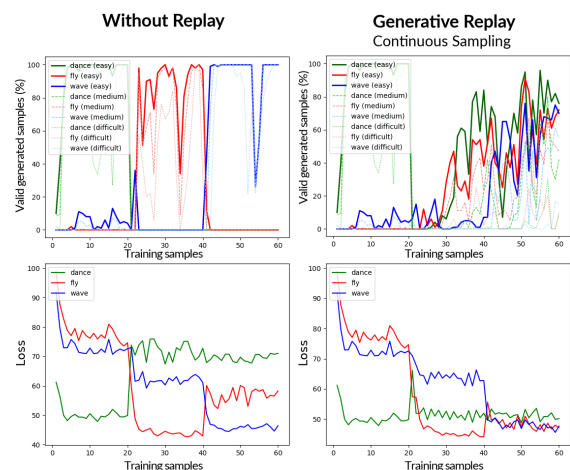 Without Replay
Generative Replay
Continuous Sampling
Valid generated samples (%)
100
80
60
40
20
0
dance (easy)
fly (easy)
wave (easy)
dance (medium)
fly (medium)
wave (medium)
dance (difficult)
fly (difficult)
wave (difficult)
1
10
20
30
40
50
60
Training samples
Valid generated samples (%)
100
80
60
40
20
0
dance (easy)
fly (easy)
wave (easy)
dance (medium)
fly (medium)
wave (medium)
dance (difficult)
fly (difficult)
wave (difficult)
1
10
20
30
40
50
60
Training samples
Loss
100
90
80
70
60
50
40
dance
fly
wave
1
10
20
30
40
50
60
Training samples
Loss
100
90
80
70
60
50
dance
fly
wave
1
10
20
30
40
50
60
Training samples